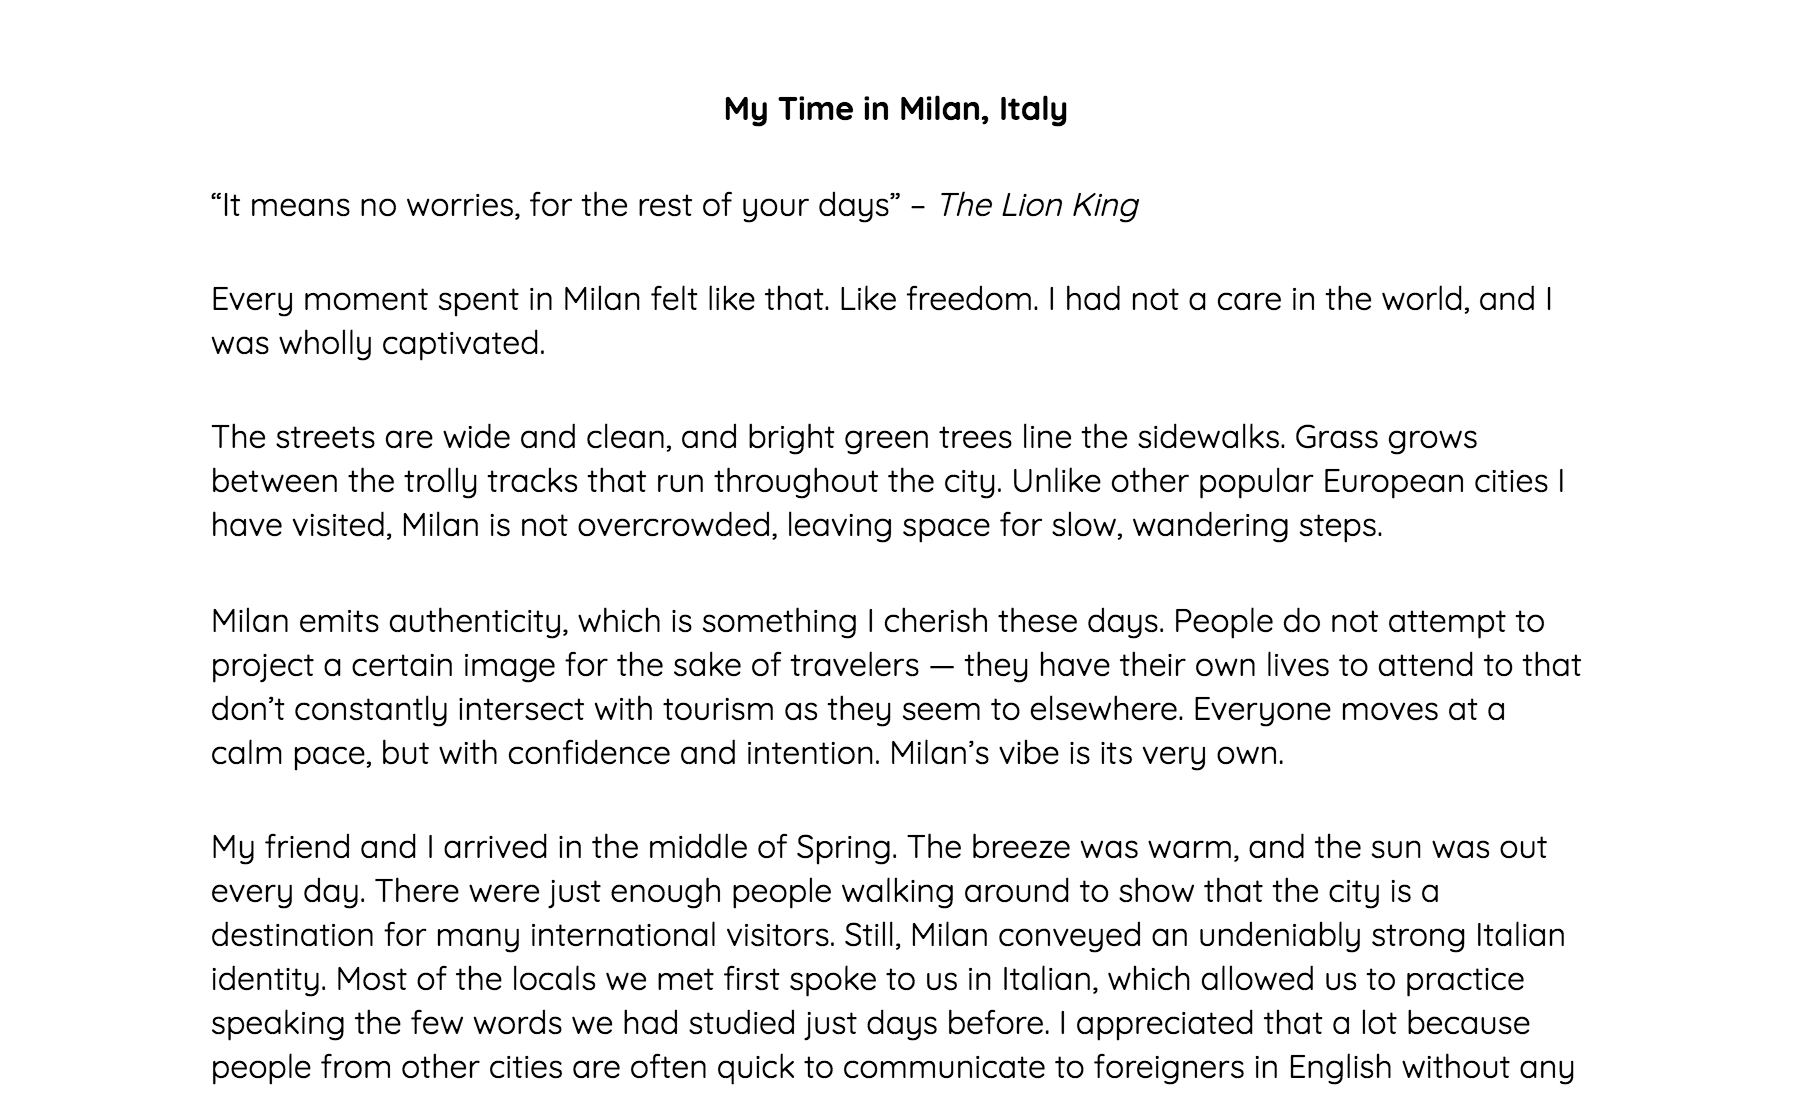 My Time in Milan, Italy
“It means no worries, for the rest of your days” – The Lion King
Every moment spent in Milan felt like that. Like freedom. I had not a care in the world, and I
was wholly captivated.
The streets are wide and clean, and bright green trees line the sidewalks. Grass grows
between the trolly tracks that run throughout the city. Unlike other popular European cities I
have visited, Milan is not overcrowded, leaving space for slow, wandering steps.
Milan emits authenticity, which is something I cherish these days. People do not attempt to
project a certain image for the sake of travelers — they have their own lives to attend to that
don’t constantly intersect with tourism as they seem to elsewhere. Everyone moves at a
calm pace, but with confidence and intention. Milan’s vibe is its very own.
My friend and I arrived in the middle of Spring. The breeze was warm, and the sun was out
every day. There were just enough people walking around to show that the city is a
destination for many international visitors. Still, Milan conveyed an undeniably strong Italian
identity. Most of the locals we met first spoke to us in Italian, which allowed us to practice
speaking the few words we had studied just days before. I appreciated that a lot because
people from other cities are often quick to communicate to foreigners in English without any